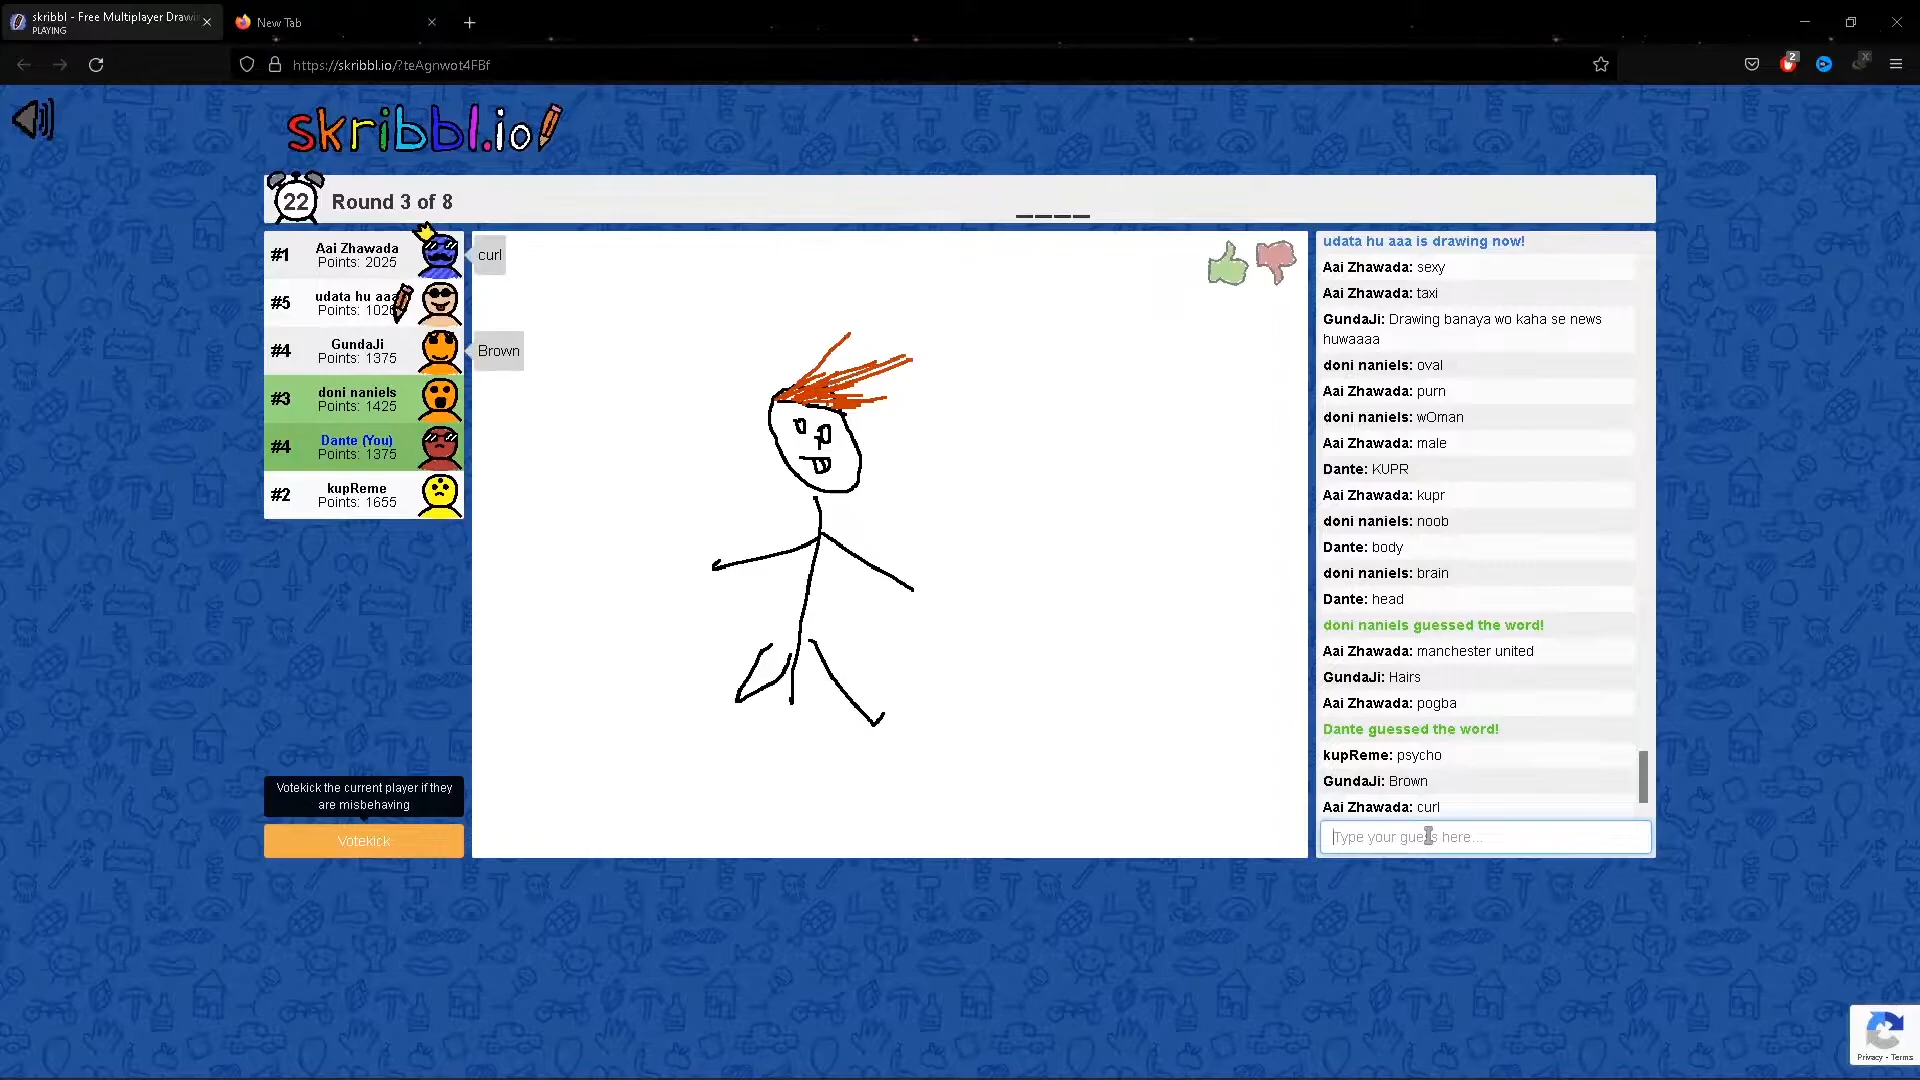 skribbl - Free Multiplayer Drawi
PLAYING
New Tab
https://skribbl.io/?teAgnwot4FBf
2
skribbl.io
22
Round 3 of 8
_ _ _ _
#1
Aai Zhawada
Points: 2025
curl
#5
udata hu aaa
Points: 102
#4
GundaJi
Points: 1375
Brown
#3
doni naniels
Points: 1425
#4
Dante (You)
Points: 1375
#2
kupReme
Points: 1655
Votekick the current player if they
are misbehaving
Votekick
udata hu aaa is drawing now!
Aai Zhawada: sexy
Aai Zhawada: taxi
GundaJi: Drawing banaya wo kaha se news
huwaaaa
doni naniels: oval
Aai Zhawada: purn
doni naniels: wOman
Aai Zhawada: male
Dante: KUPR
Aai Zhawada: kupr
doni naniels: noob
Dante: body
doni naniels: brain
Dante: head
doni naniels guessed the word!
Aai Zhawada: manchester united
GundaJi: Hairs
Aai Zhawada: pogba
Dante guessed the word!
kupReme: psycho
GundaJi: Brown
Aai Zhawada: curl
Type your guess here...
Privacy - Terms